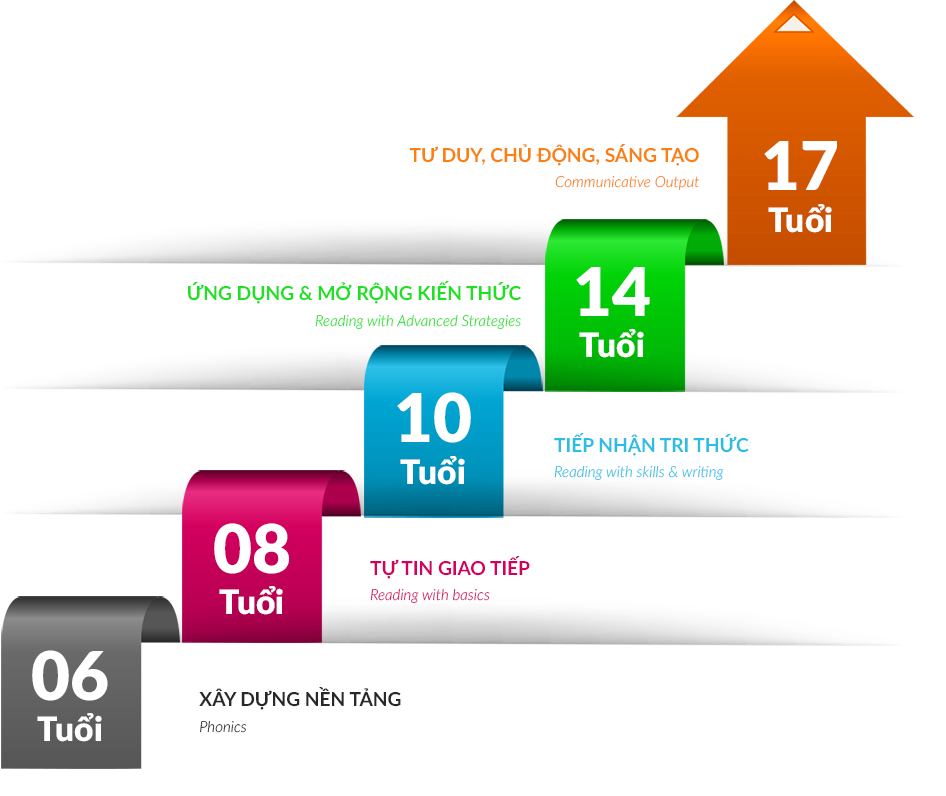 TƯ DUY, CHỦ ĐỘNG, SÁNG TẠO
Communicative Output
17
Tuổi
ỨNG DỤNG & MỞ RỘNG KIẾN THỨC
Reading with Advanced Strategies
14
Tuổi
10
Tuổi
TIẾP NHẬN TRI THỨC
Reading with skills & writing
08
Tuổi
TỰ TIN GIAO TIẾP
Reading with basics
06
Tuổi
XÂY DỰNG NỀN TẢNG
Phonics